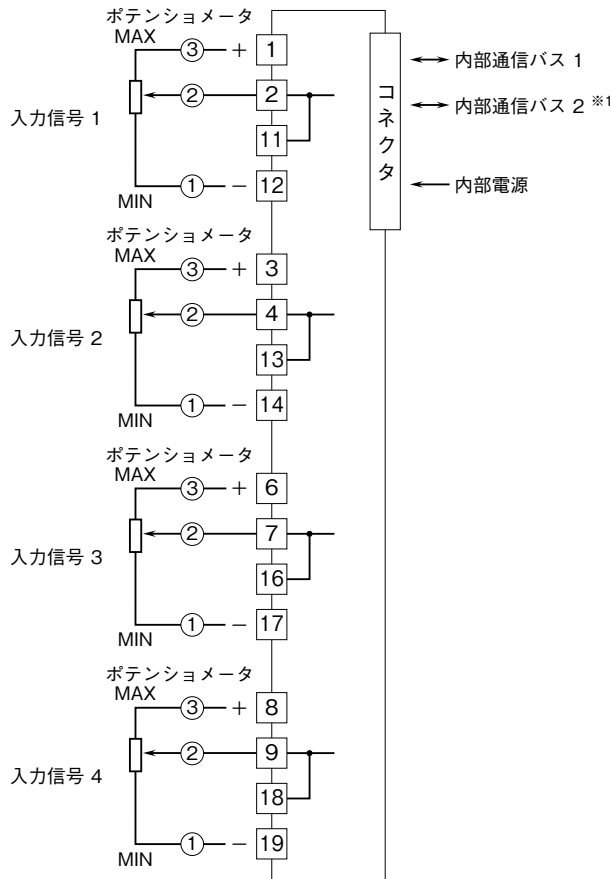 ポテンショメータ
MAX
③ + 1
入力信号 1
② 2
11
① − 12
MIN
ポテンショメータ
MAX
③ + 3
入力信号 2
② 4
13
① − 14
MIN
ポテンショメータ
MAX
③ + 6
入力信号 3
② 7
16
① − 17
MIN
ポテンショメータ
MAX
③ + 8
入力信号 4
② 9
18
① − 19
MIN
コネクタ
内部通信バス 1
内部通信バス 2 ※1
内部電源